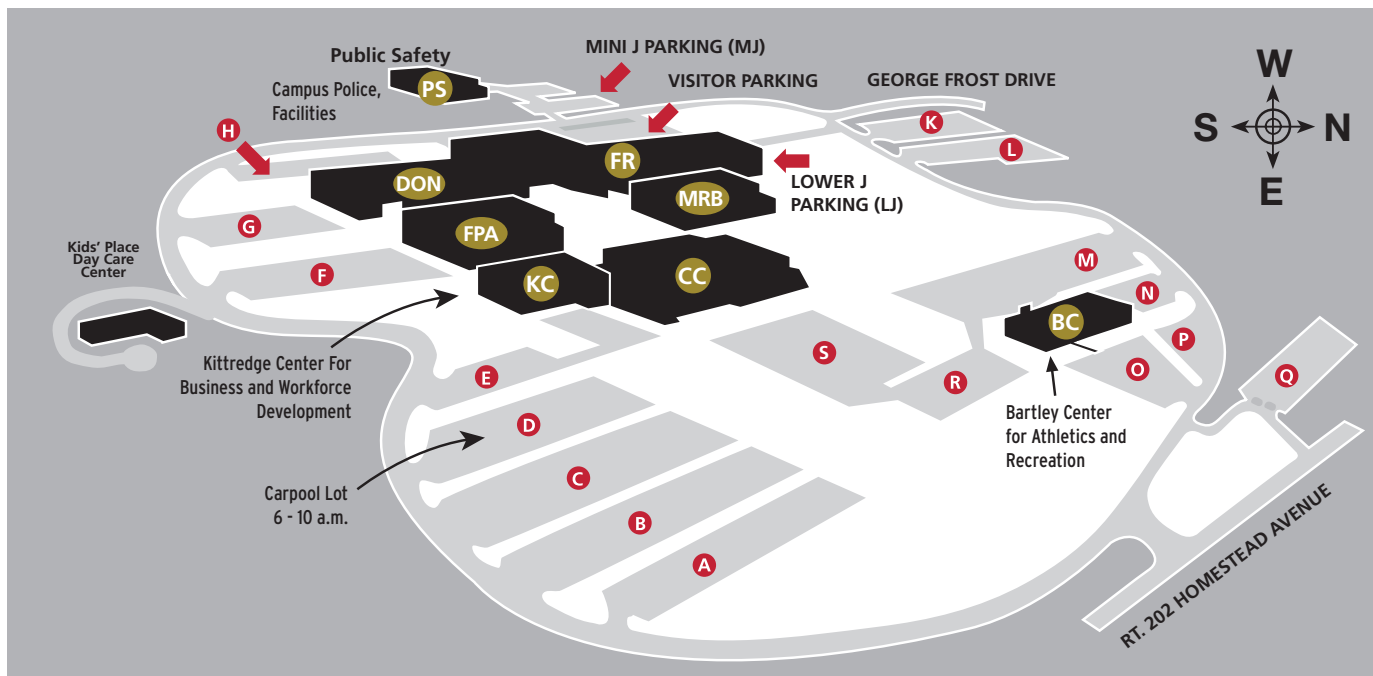 Public Safety
PS
Campus Police,
Facilities
MINI J PARKING (MJ)
VISITOR PARKING
GEORGE FROST DRIVE
K
L
W
S
N
E
H
FR
DON
MRB
LOWER J
PARKING (LJ)
G
FPA
Kids' Place
Day Care
Center
F
KC
CC
M
N
BC
P
Kittredge Center For
Business and Workforce
Development
E
S
R
O
Q
Bartley Center
for Athletics and
Recreation
D
Carpool Lot
6 - 10 a.m.
C
B
A
RT. 202 HOMESTEAD AVENUE